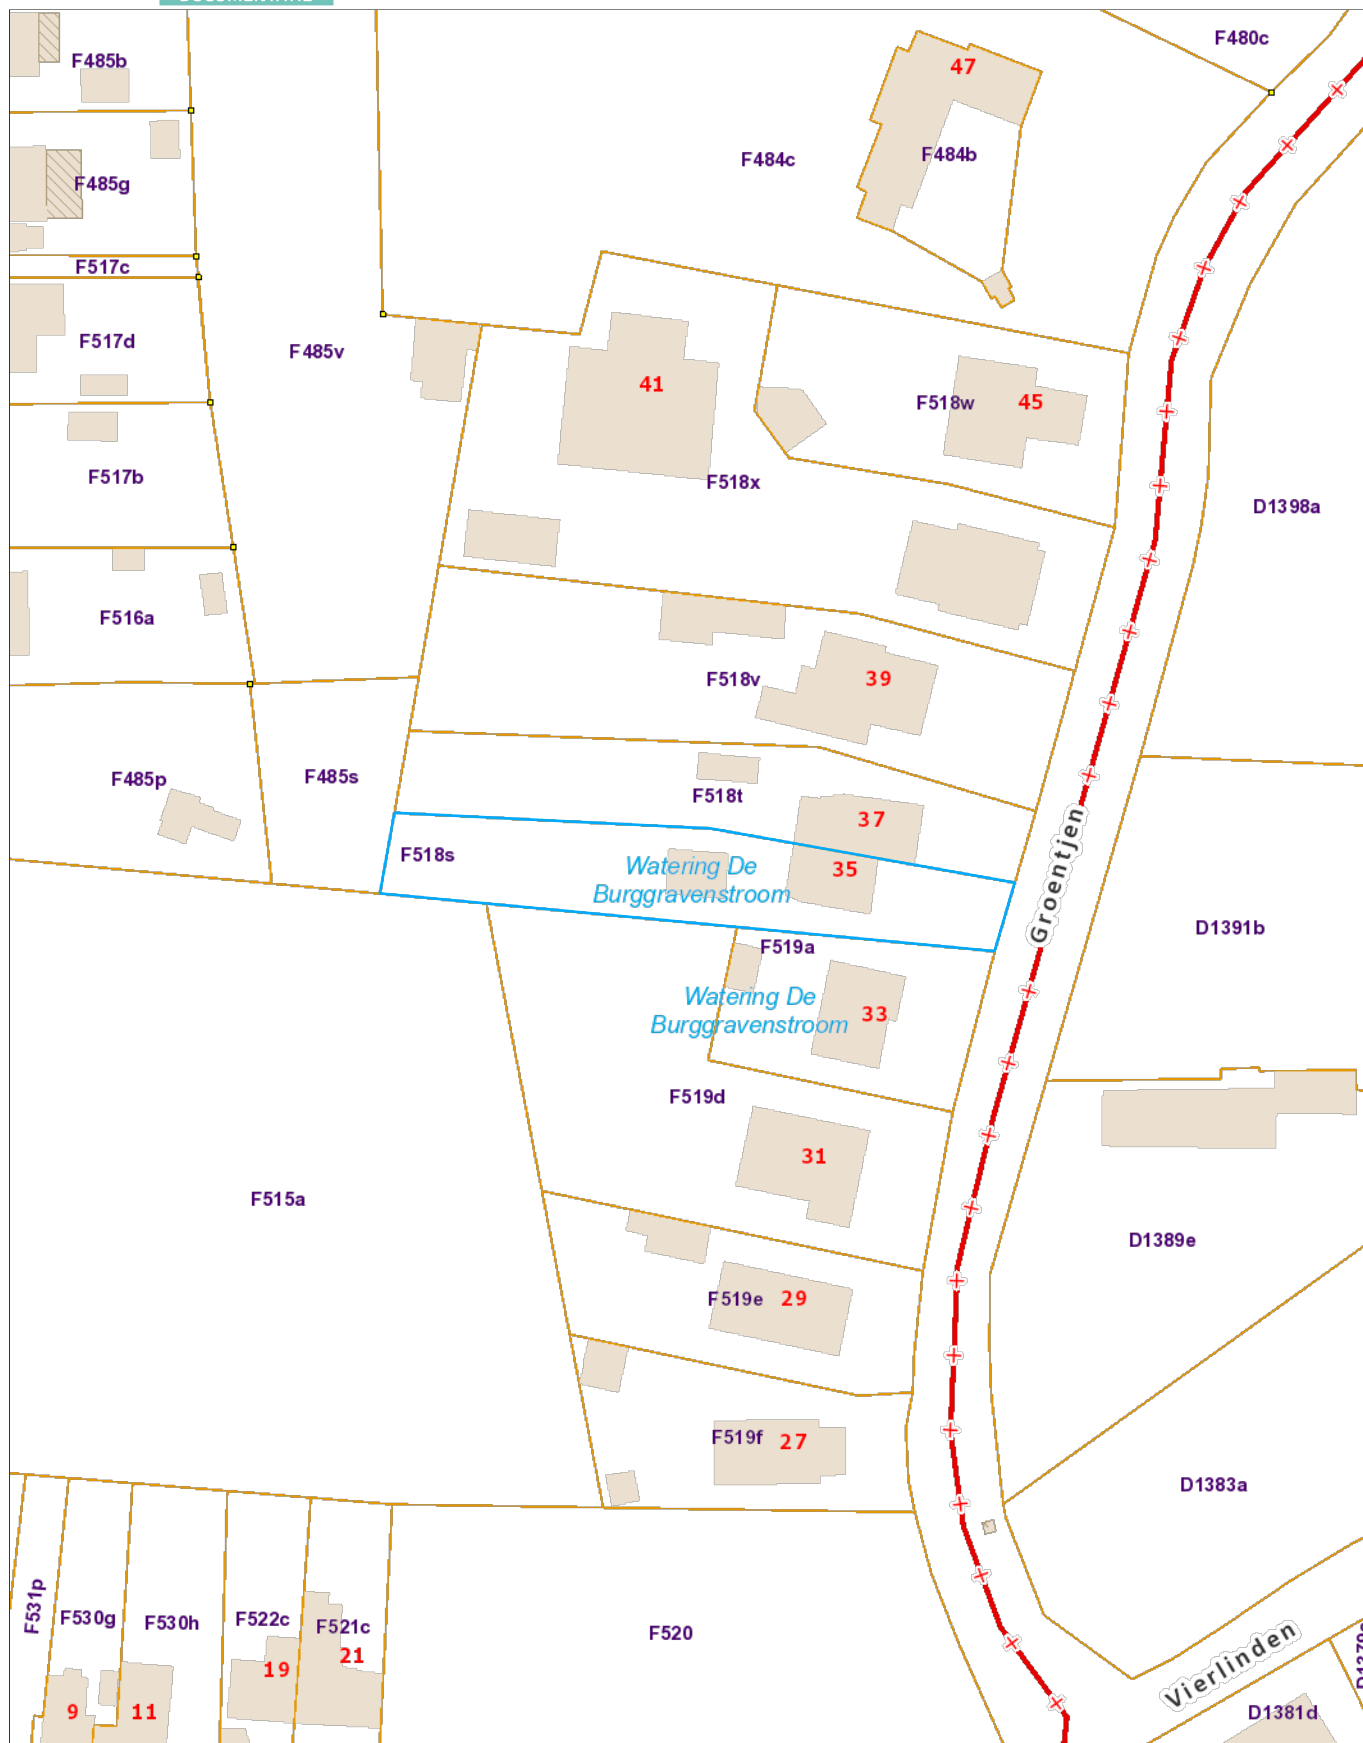 F480c
F485b
47
F484c
F484b
F485g
F517c
F517d
F485v
41
F518w
45
F517b
F518x
D1398a
F516a
F518v
39
F485p
F485s
F518t
37
F518s
Watering De
Burggravenstroom
35
Groentjen
D1391b
F519a
Watering De
Burggravenstroom
33
F519d
31
F515a
D1389e
F519e
29
F519f
27
D1383a
F531p
F530g
F530h
F522c
F521c
F520
21
19
Vierlinden
9
11
D1381d